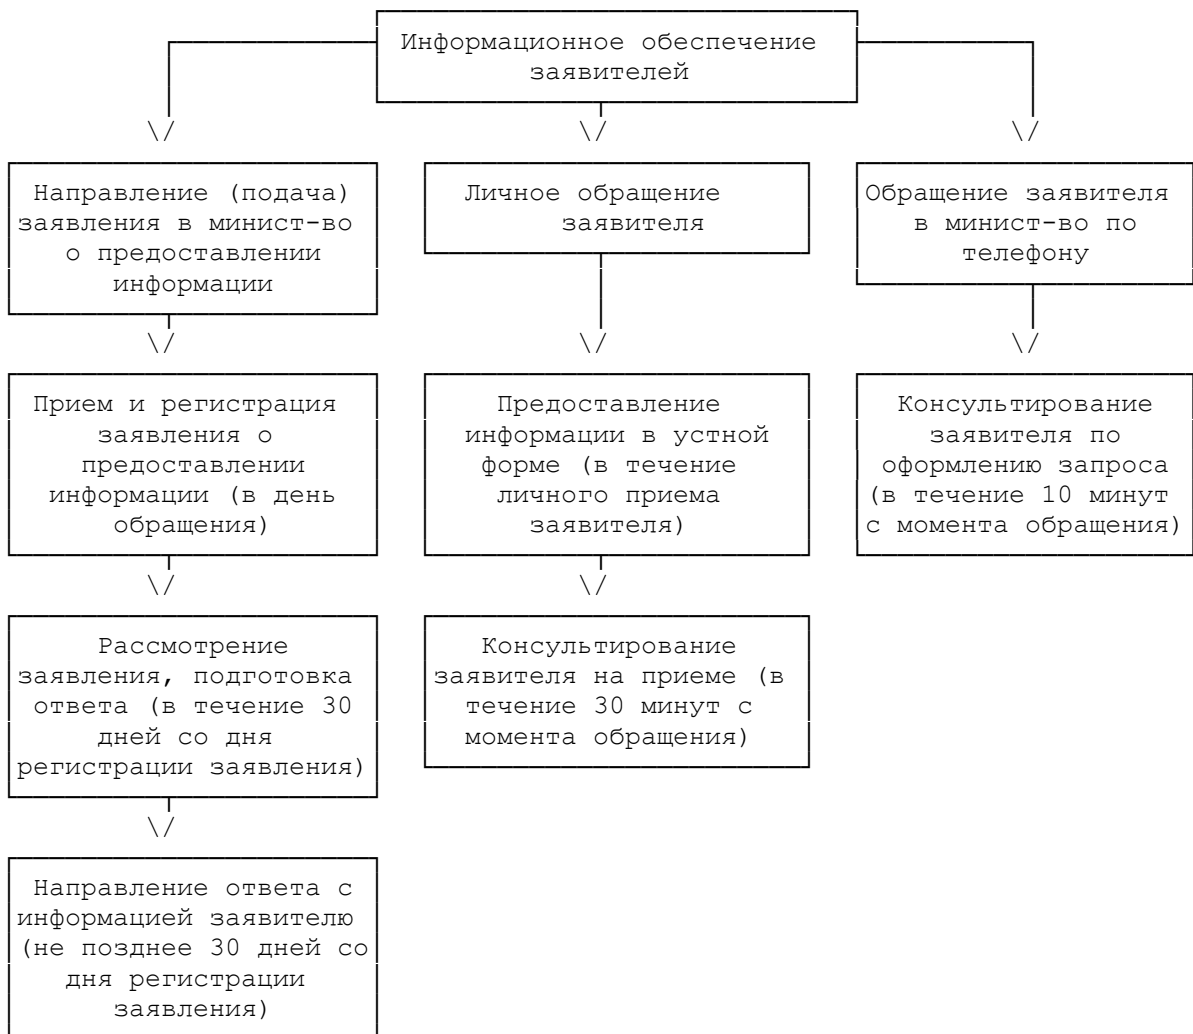 Информационное обеспечение
заявителей
\/
\/
\/
Направление (подача)
заявления в минист-во
о предоставлении
информации
Личное обращение
заявителя
Обращение заявителя
в минист-во по
телефону
\/
\/
\/
Прием и регистрация
заявления о
предоставлении
информации (в день
обращения)
Предоставление
информации в устной
форме (в течение
личного приема
заявителя)
Консультирование
заявителя по
оформлению запроса
(в течение 10 минут
с момента обращения)
\/
\/
Рассмотрение
заявления, подготовка
ответа (в течение 30
дней со дня
регистрации заявления)
Консультирование
заявителя на приеме (в
течение 30 минут с
момента обращения)
\/
Направление ответа с
информацией заявителю
(не позднее 30 дней со
дня регистрации
заявления)